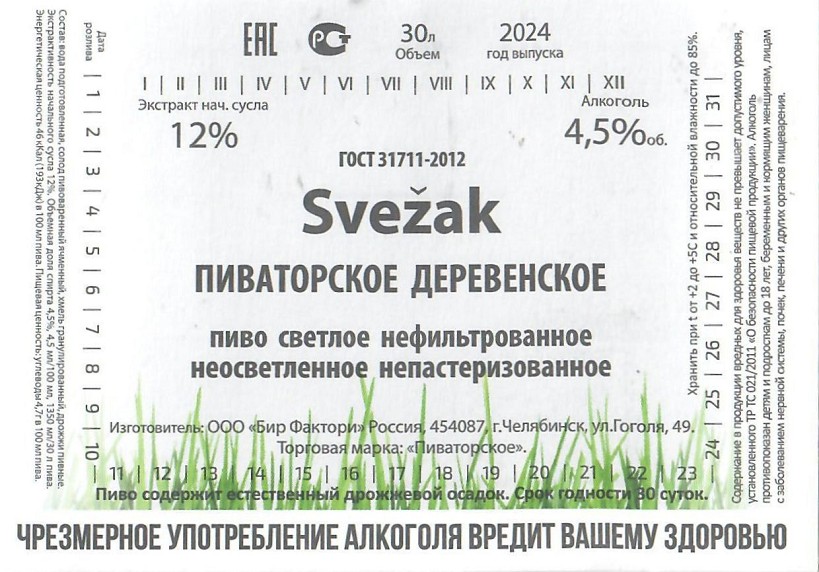 ЕАС
РСТ
30л
Объем
2024
год выпуска
I | II | III | IV | V | VI | VII | VIII | IX | X | XI | XII
Экстракт нач. сусла
12%
Алкоголь
4,5%об.
ГОСТ 31711-2012
Svežak
ПИВАТОРСКОЕ ДЕРЕВЕНСКОЕ
пиво светлое нефильтрованное
неосветленное непастеризованное
Изготовитель: ООО «Бир Фактори» Россия, 454087, г.Челябинск, ул.Гоголя, 49.
Торговая марка: «Пиваторское».
Дата
розлива
| 1 | 2 | 3 | 4 | 5 | 6 | 7 | 8 | 9 | 10
| 11 | 12 | 13 | 14 | 15 | 16 | 17 | 18 | 19 | 20 | 21 | 22 | 23 |
24 | 25 | 26 | 27 | 28 | 29 | 30 | 31 |
Пиво содержит естественный дрожжевой осадок. Срок годности 30 суток.
ЧРЕЗМЕРНОЕ УПОТРЕБЛЕНИЕ АЛКОГОЛЯ ВРЕДИТ ВАШЕМУ ЗДОРОВЬЮ
Состав: вода подготовленная, солод пивоваренный ячменный, хмель гранулированный, дрожжи пивные.
Экстрактивность начального сусла 12%. Объемная доля спирта 4,5%, 4,5 мл/100 мл, 1350 мл/30 л пива.
Энергетическая ценность 46 кКал (193кДж) в 100 мл пива. Пищевая ценность: углеводы 4,7 г в 100 мл пива.
Хранить при t от +2 до +5С и относительной влажности до 85%.
Содержание в продукции вредных для здоровья веществ не превышает допустимого уровня,
установленного ТР ТС 021/2011 «О безопасности пищевой продукции». Алкоголь
противопоказан детям и подросткам до 18 лет, беременным и кормящим женщинам, лицам
с заболеванием нервной системы, почек, печени и других органов пищеварения.